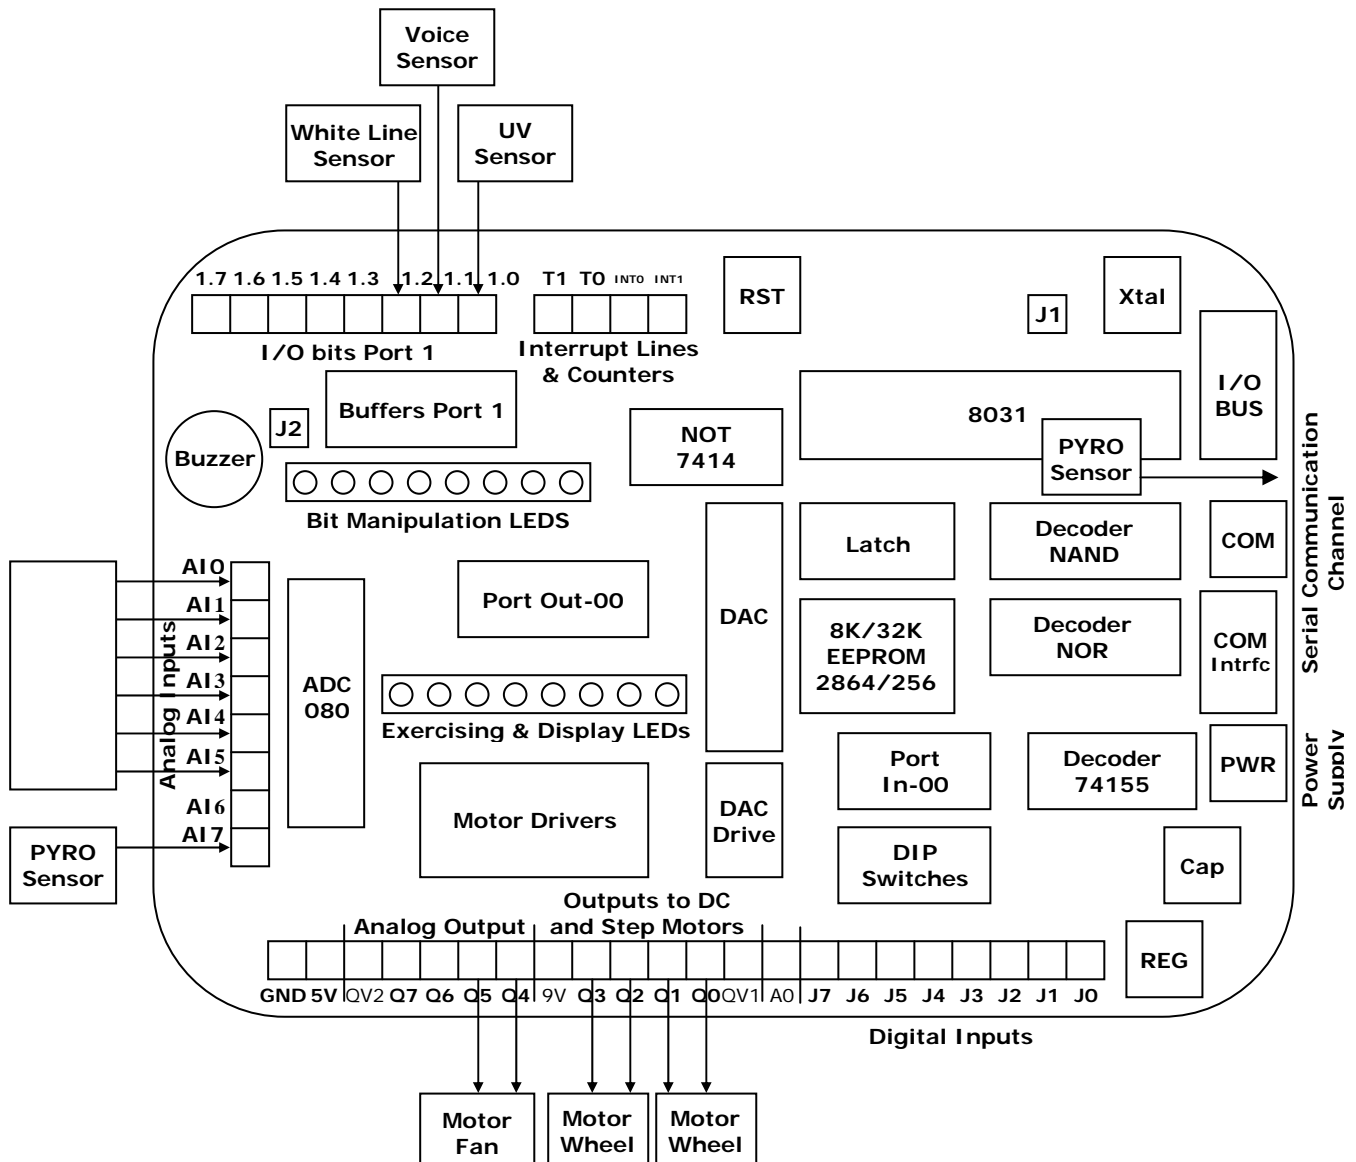 Voice
Sensor
White Line
Sensor
UV
Sensor
1.7 1.6 1.5 1.4 1.3 1.2 1.1 1.0
T1 T0 INT0 INT1
I/O bits Port 1
Interrupt Lines
& Counters
RST
J1
Xtal
I/O
BUS
Buzzer
J2
Buffers Port 1
NOT
7414
8031
PYRO
Sensor
Bit Manipulation LEDS
Serial Communication
Channel
Latch
Decoder
NAND
COM
AI0
AI1
AI2
AI3
AI4
AI5
AI6
AI7
Analog Inputs
ADC
080
Port Out-00
DAC
8K/32K
EEPROM
2864/256
Decoder
NOR
COM
Intrfc
Exercising & Display LEDs
Motor Drivers
DAC
Drive
Port
In-00
Decoder
74155
PWR
Power
Supply
PYRO
Sensor
DIP
Switches
Cap
Outputs to DC
Analog Output and Step Motors
REG
GND 5V QV2 Q7 Q6 Q5 Q4 9V Q3 Q2 Q1 Q0 QV1 A0 J7 J6 J5 J4 J3 J2 J1 J0
Digital Inputs
Motor
Fan
Motor
Wheel
Motor
Wheel